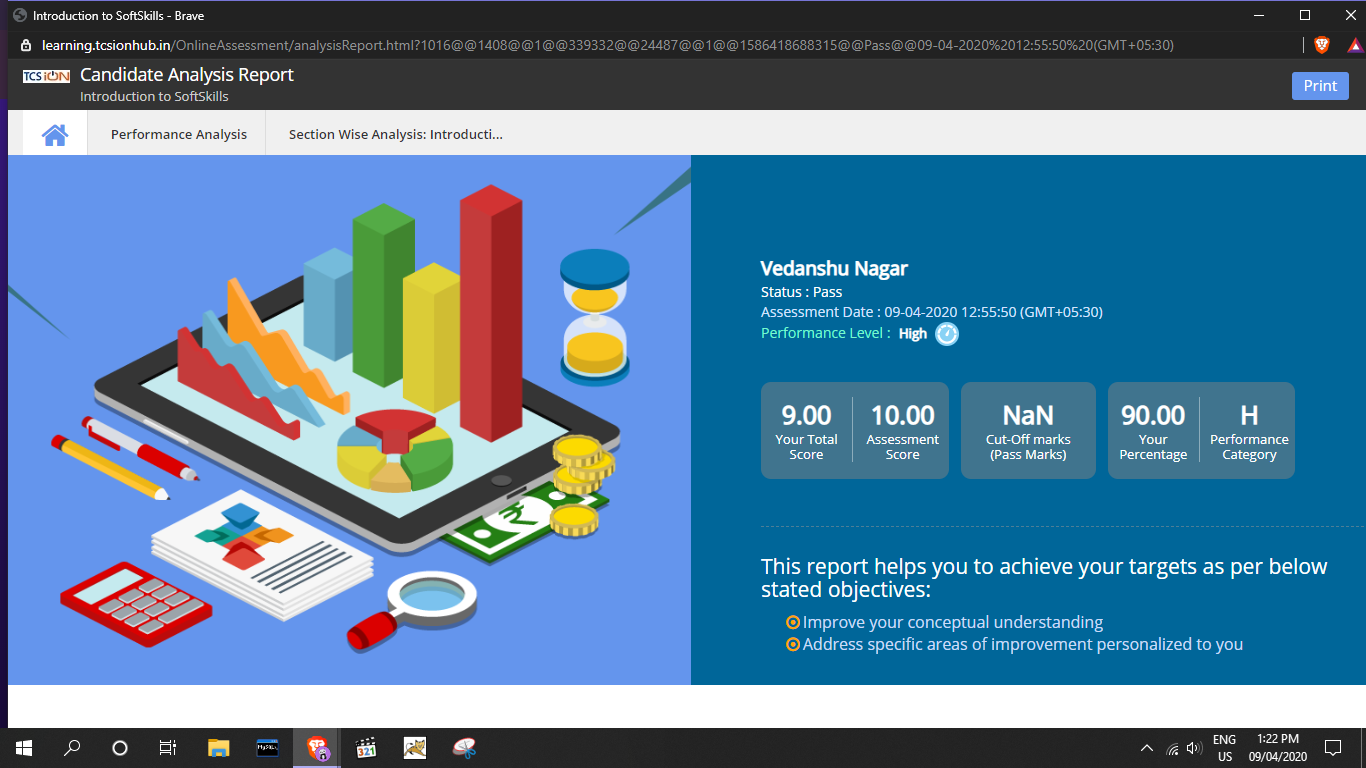 Introduction to SoftSkills - Brave
learning.tcsionhub.in/OnlineAssessment/analysisReport.html?1016@@1408@@1@@339332@@24487@@1@@1586418688315@@Pass@@09-04-2020%2012:55:50%20(GMT+05:30)
TCS iON
Candidate Analysis Report
Introduction to SoftSkills
Print
Performance Analysis
Section Wise Analysis: Introducti...
Vedanshu Nagar
Status : Pass
Assessment Date : 09-04-2020 12:55:50 (GMT+05:30)
Performance Level : High
9.00
Your Total
Score
10.00
Assessment
Score
NaN
Cut-Off marks
(Pass Marks)
90.00
Your
Percentage
H
Performance
Category
This report helps you to achieve your targets as per below
stated objectives:
Improve your conceptual understanding
Address specific areas of improvement personalized to you
₹
MySQL
321
ENG
US
1:22 PM
09/04/2020